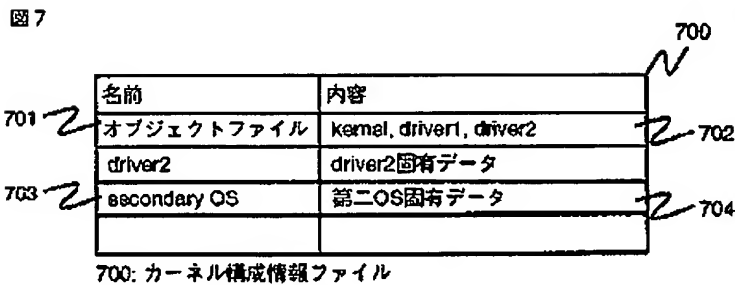 図7
700
名前 内容
701 オブジェクトファイル kernel, driver1, driver2 702
driver2 driver2固有データ
703 secondary OS 第二OS固有データ 704
700: カーネル構成情報ファイル